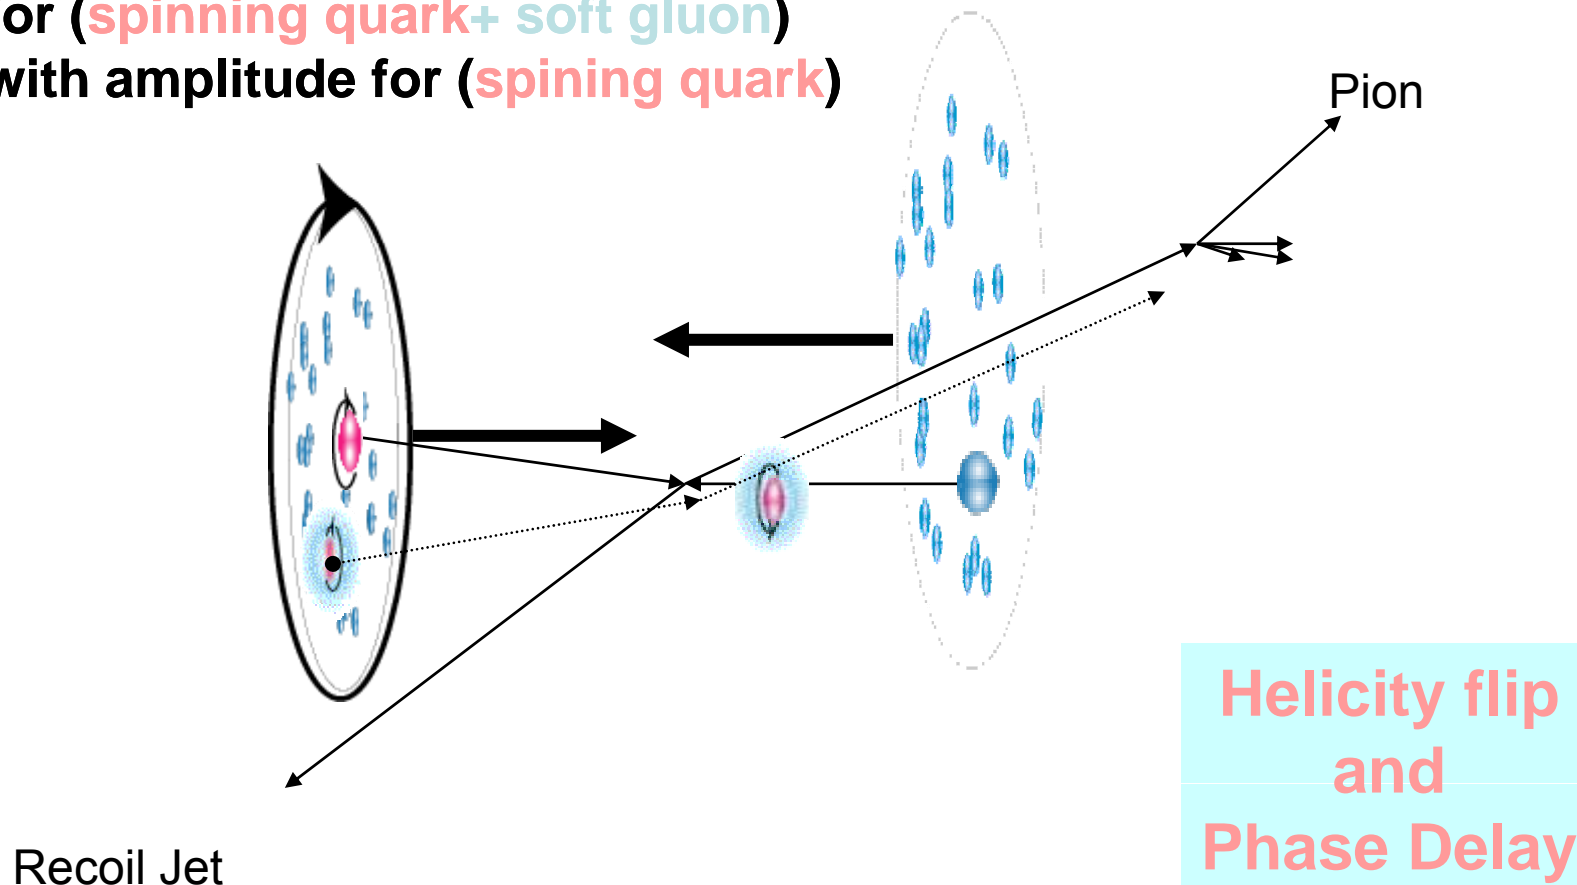 or (spinning quark+ soft gluon)
with amplitude for (spining quark)
Pion
Helicity flip
and
Phase Delay
Recoil Jet